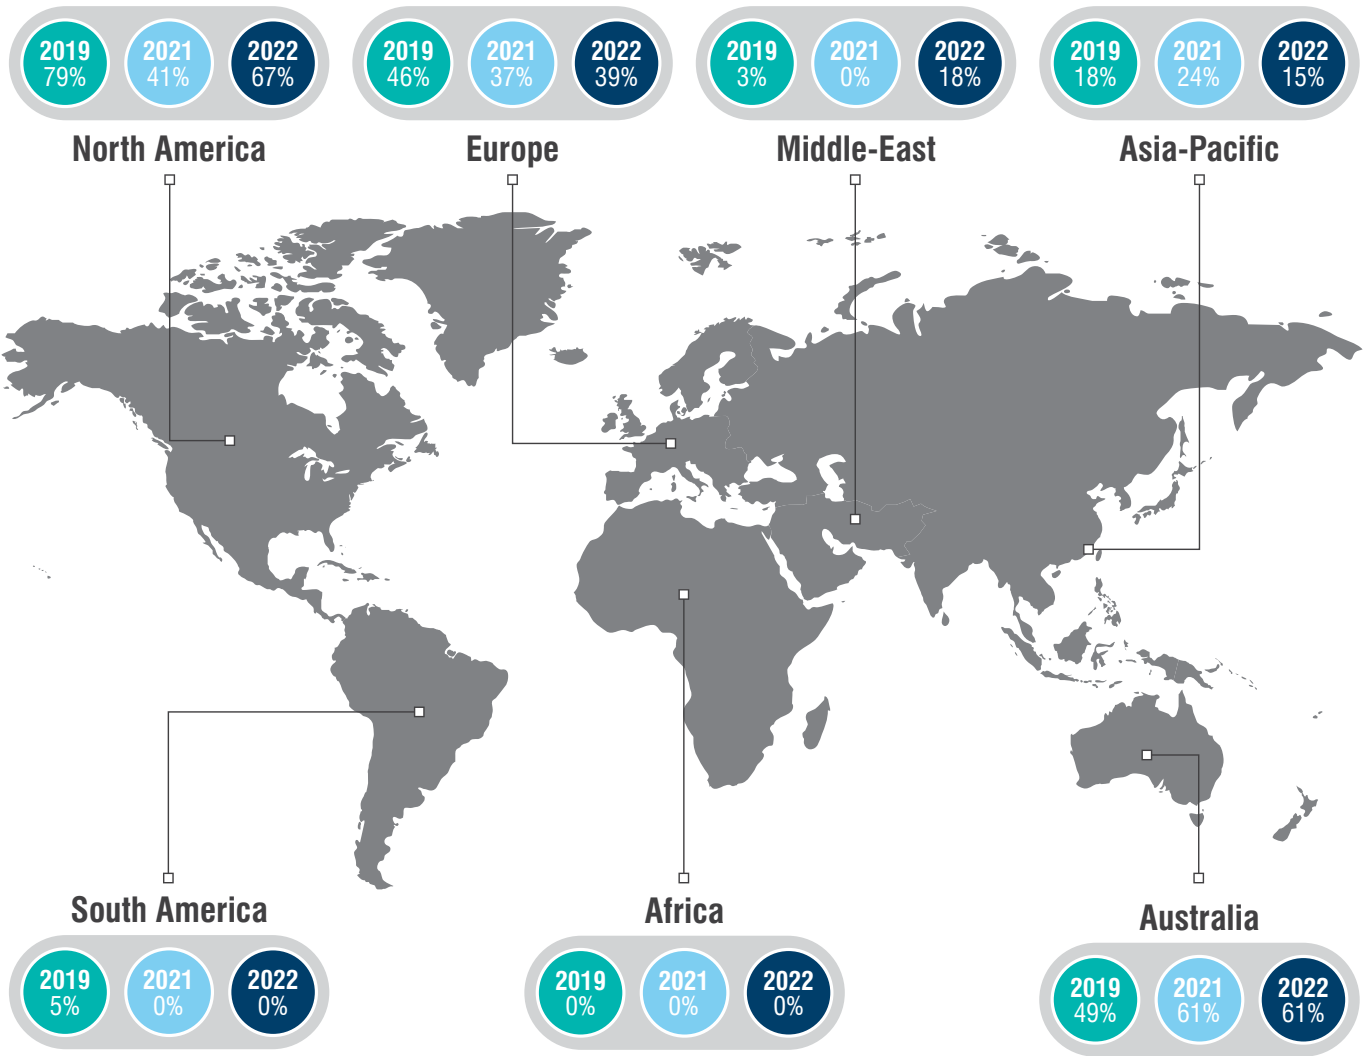 2019 2021 2022
79% 41% 67%
North America
2019 2021 2022
46% 37% 39%
Europe
2019 2021 2022
3% 0% 18%
Middle-East
2019 2021 2022
18% 24% 15%
Asia-Pacific
South America
2019 2021 2022
5% 0% 0%
Africa
2019 2021 2022
0% 0% 0%
Australia
2019 2021 2022
49% 61% 61%